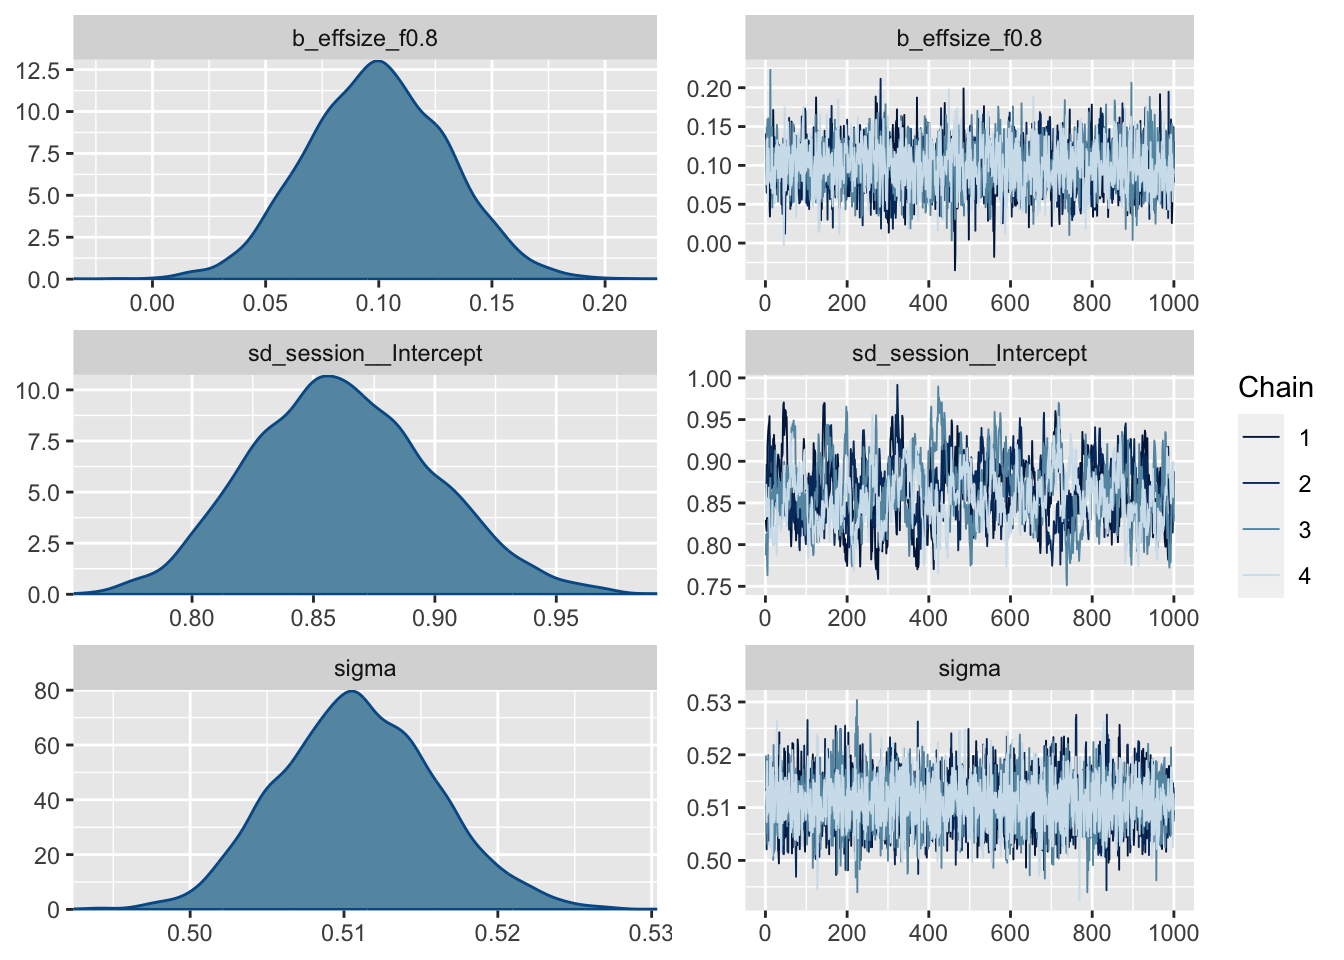 b_effsize_f0.8
12.5
10.0
7.5
5.0
2.5
0.0
0.00 0.05 0.10 0.15 0.20
b_effsize_f0.8
0.20
0.15
0.10
0.05
0.00
0 200 400 600 800 1000
sd_session__Intercept
10.0
7.5
5.0
2.5
0.0
0.80 0.85 0.90 0.95
sd_session__Intercept
1.00
0.95
0.90
0.85
0.80
0.75
0 200 400 600 800 1000
sigma
80
60
40
20
0
0.50 0.51 0.52 0.53
sigma
0.53
0.52
0.51
0.50
0 200 400 600 800 1000
Chain
1
2
3
4